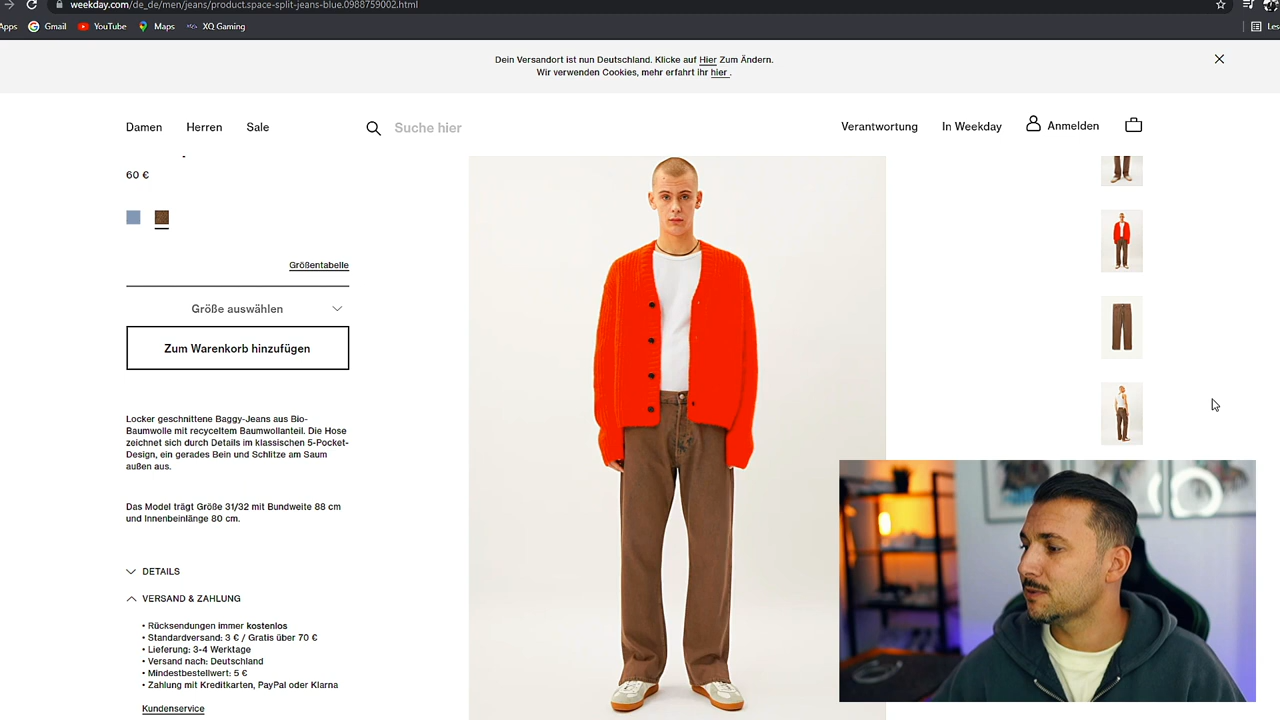 weekday.com/de_de/men/jeans/product.space-split-jeans-blue.0988759002.html
Apps Gmail YouTube Maps XQ Gaming
Dein Versandort ist nun Deutschland. Klicke auf Hier Zum Ändern.
Wir verwenden Cookies, mehr erfahrt ihr hier .
Damen Herren Sale Suche hier Verantwortung In Weekday Anmelden
60 €
Größentabelle
Größe auswählen
Zum Warenkorb hinzufügen
Locker geschnittene Baggy-Jeans aus Bio-
Baumwolle mit recyceltem Baumwollanteil. Die Hose
zeichnet sich durch Details im klassischen 5-Pocket-
Design, ein gerades Bein und Schlitze am Saum
außen aus.
Das Model trägt Größe 31/32 mit Bundweite 88 cm
und Innenbeinlänge 80 cm.
DETAILS
VERSAND & ZAHLUNG
• Rücksendungen immer kostenlos
• Standardversand: 3 € / Gratis über 70 €
• Lieferung: 3-4 Werktage
• Versand nach: Deutschland
• Mindestbestellwert: 5 €
• Zahlung mit Kreditkarten, PayPal oder Klarna
Kundenservice